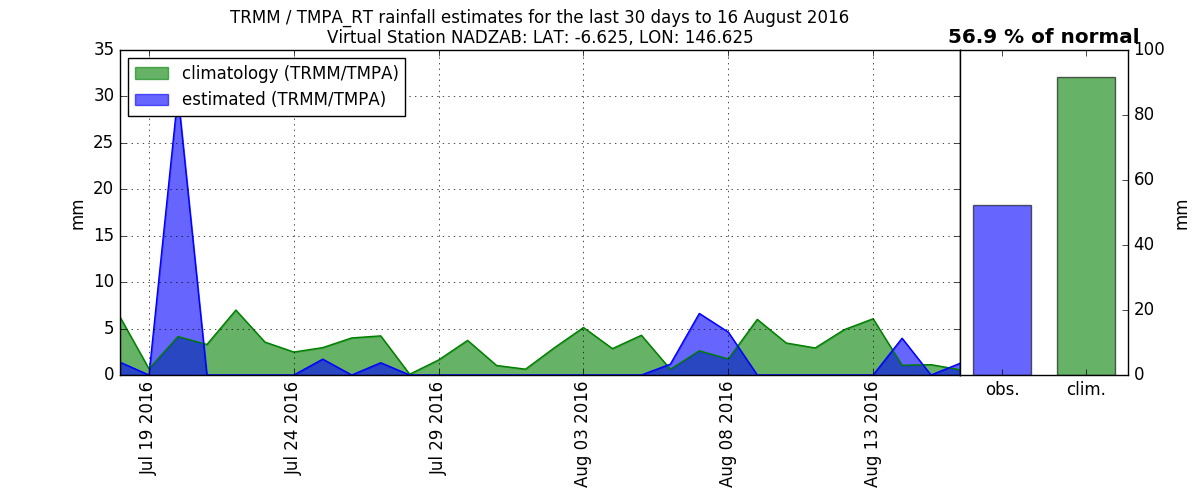 TRMM / TMPA_RT rainfall estimates for the last 30 days to 16 August 2016
Virtual Station NADZAB: LAT: -6.625, LON: 146.625
56.9 % of normal
climatology (TRMM/TMPA)
estimated (TRMM/TMPA)
35
30
25
20
15
10
5
0
mm
Jul 19 2016
Jul 24 2016
Jul 29 2016
Aug 03 2016
Aug 08 2016
Aug 13 2016
100
80
60
40
20
0
mm
obs.
clim.